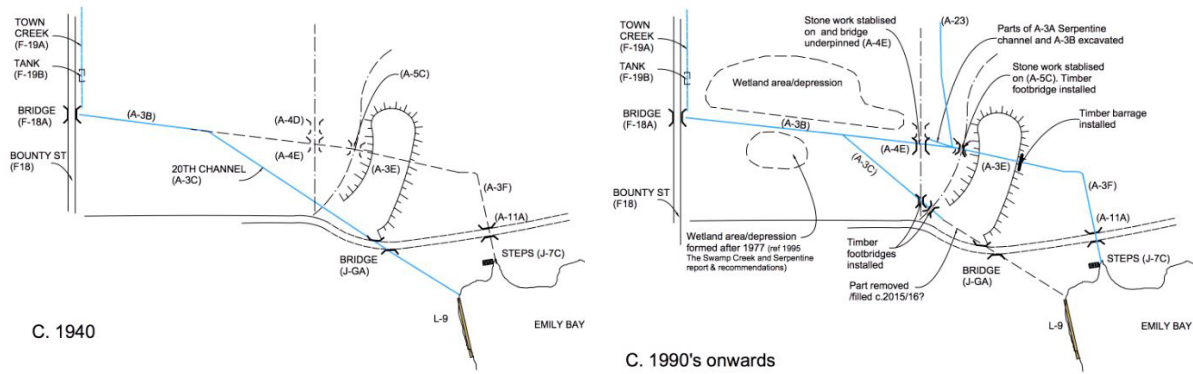 TOWN
CREEK
(F-19A)
TANK
(F-19B)
BRIDGE
(F-18A)
BOUNTY ST
(F18)
(A-3B)
20TH CHANNEL
(A-3C)
(A-4D)
(A-4E)
(A-5C)
(A-3E)
(A-3F)
(A-11A)
STEPS (J-7C)
BRIDGE
(J-GA)
L-9
EMILY BAY
C. 1940
TOWN
CREEK
(F-19A)
TANK
(F-19B)
BRIDGE
(F-18A)
BOUNTY ST
(F18)
Wetland area/depression
Stone work stablised
on and bridge
underpinned (A-4E)
(A-23)
Parts of A-3A Serpentine
channel and A-3B excavated
Stone work stablised
on (A-5C). Timber
footbridge installed
Timber barrage
installed
(A-3B)
(A-4E)
(A-3C)
(A-3E)
(A-3F)
(A-11A)
Wetland area/depression
formed after 1977 (ref 1995
The Swamp Creek and Serpentine
report & recommendations)
Timber
footbridges
installed
Part removed
/filled c.2015/16?
BRIDGE
(J-GA)
STEPS (J-7C)
L-9
EMILY BAY
C. 1990's onwards